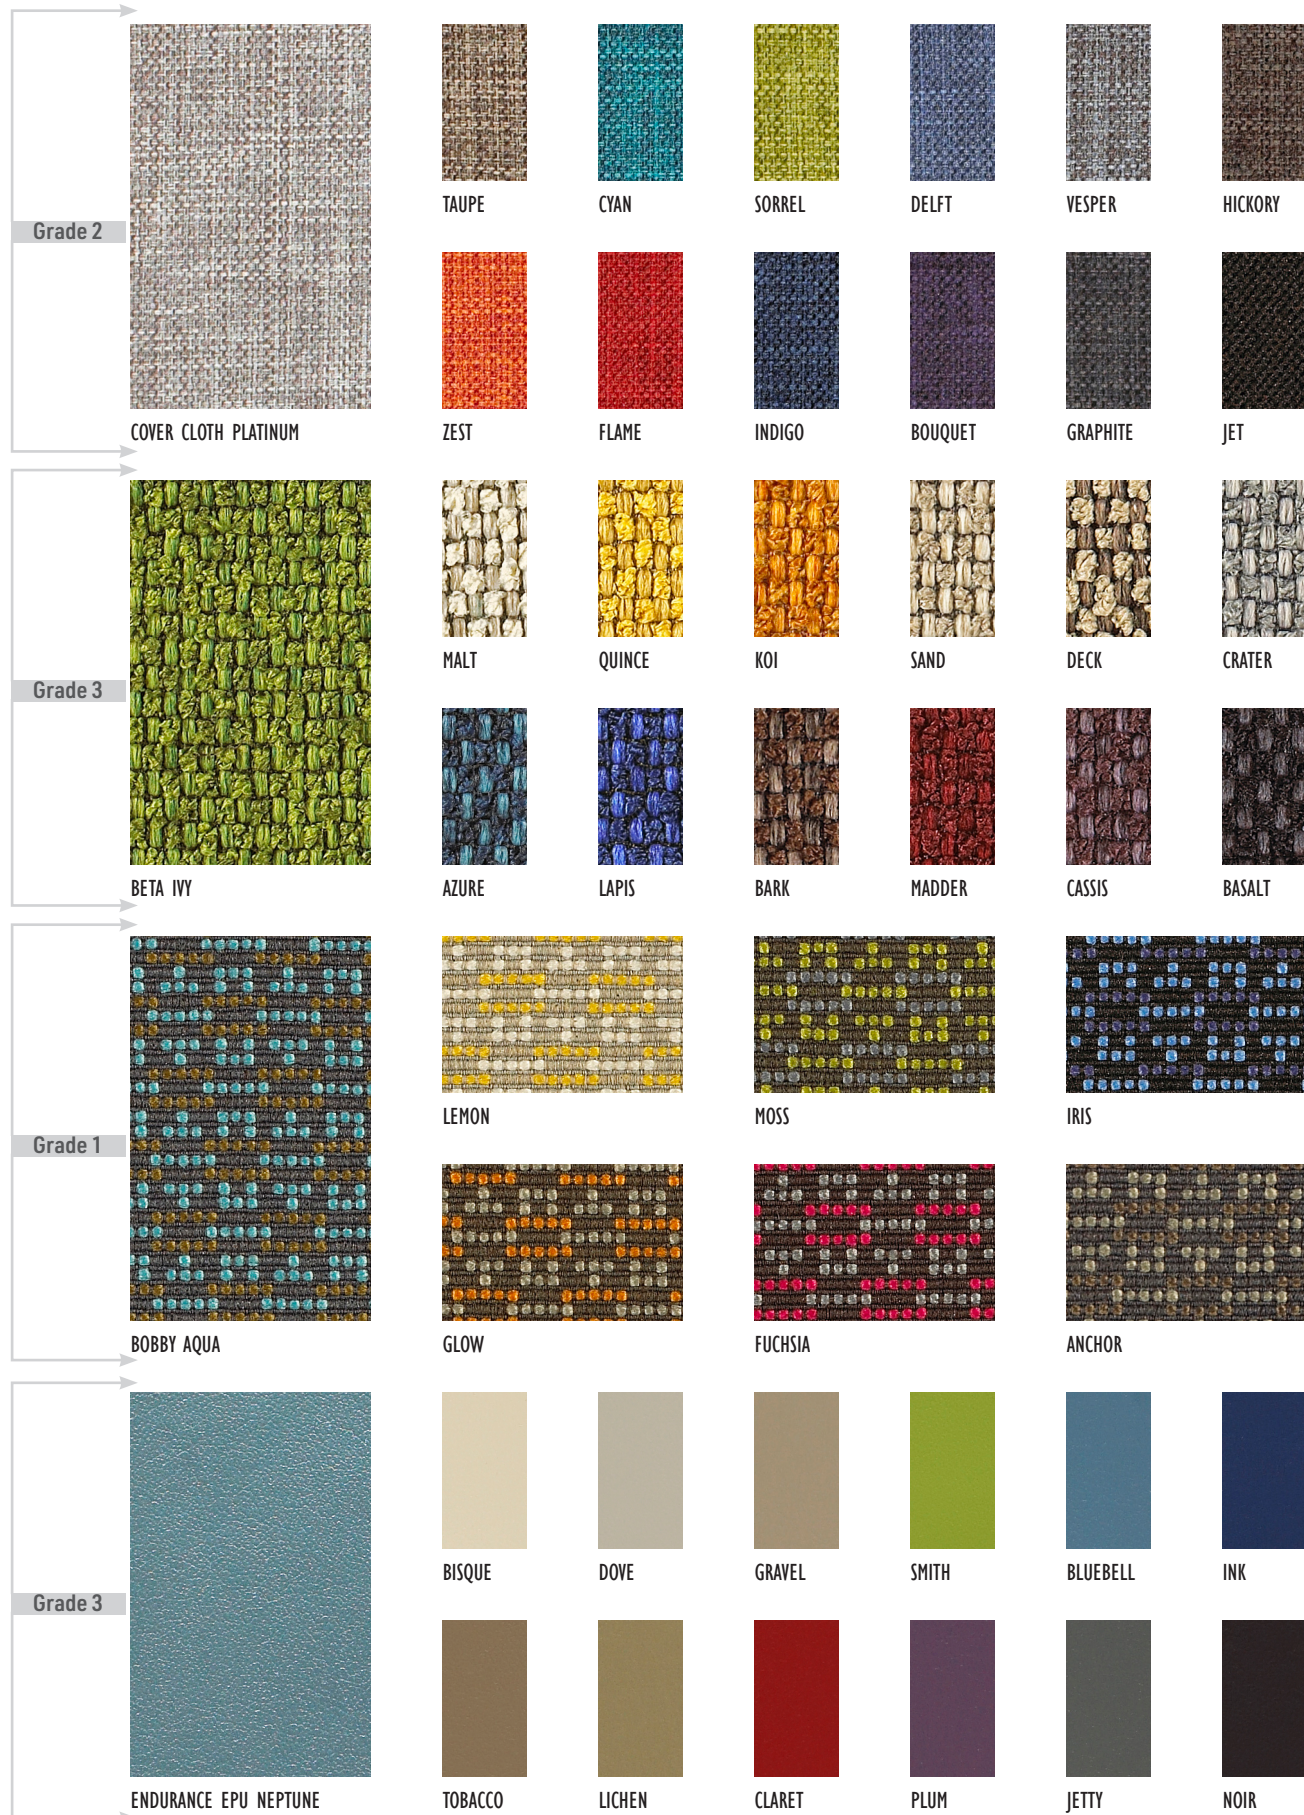 TAUPE CYAN SORREL DELFT VESPER HICKORY
Grade 2
COVER CLOTH PLATINUM ZEST FLAME INDIGO BOUQUET GRAPHITE JET
MALT QUINCE KOI SAND DECK CRATER
Grade 3
BETA IVY AZURE LAPIS BARK MADDER CASSIS BASALT
LEMON MOSS IRIS
Grade 1
BOBBY AQUA GLOW FUCHSIA ANCHOR
BISQUE DOVE GRAVEL SMITH BLUEBELL INK
Grade 3
ENDURANCE EPU NEPTUNE TOBACCO LICHEN CLARET PLUM JETTY NOIR